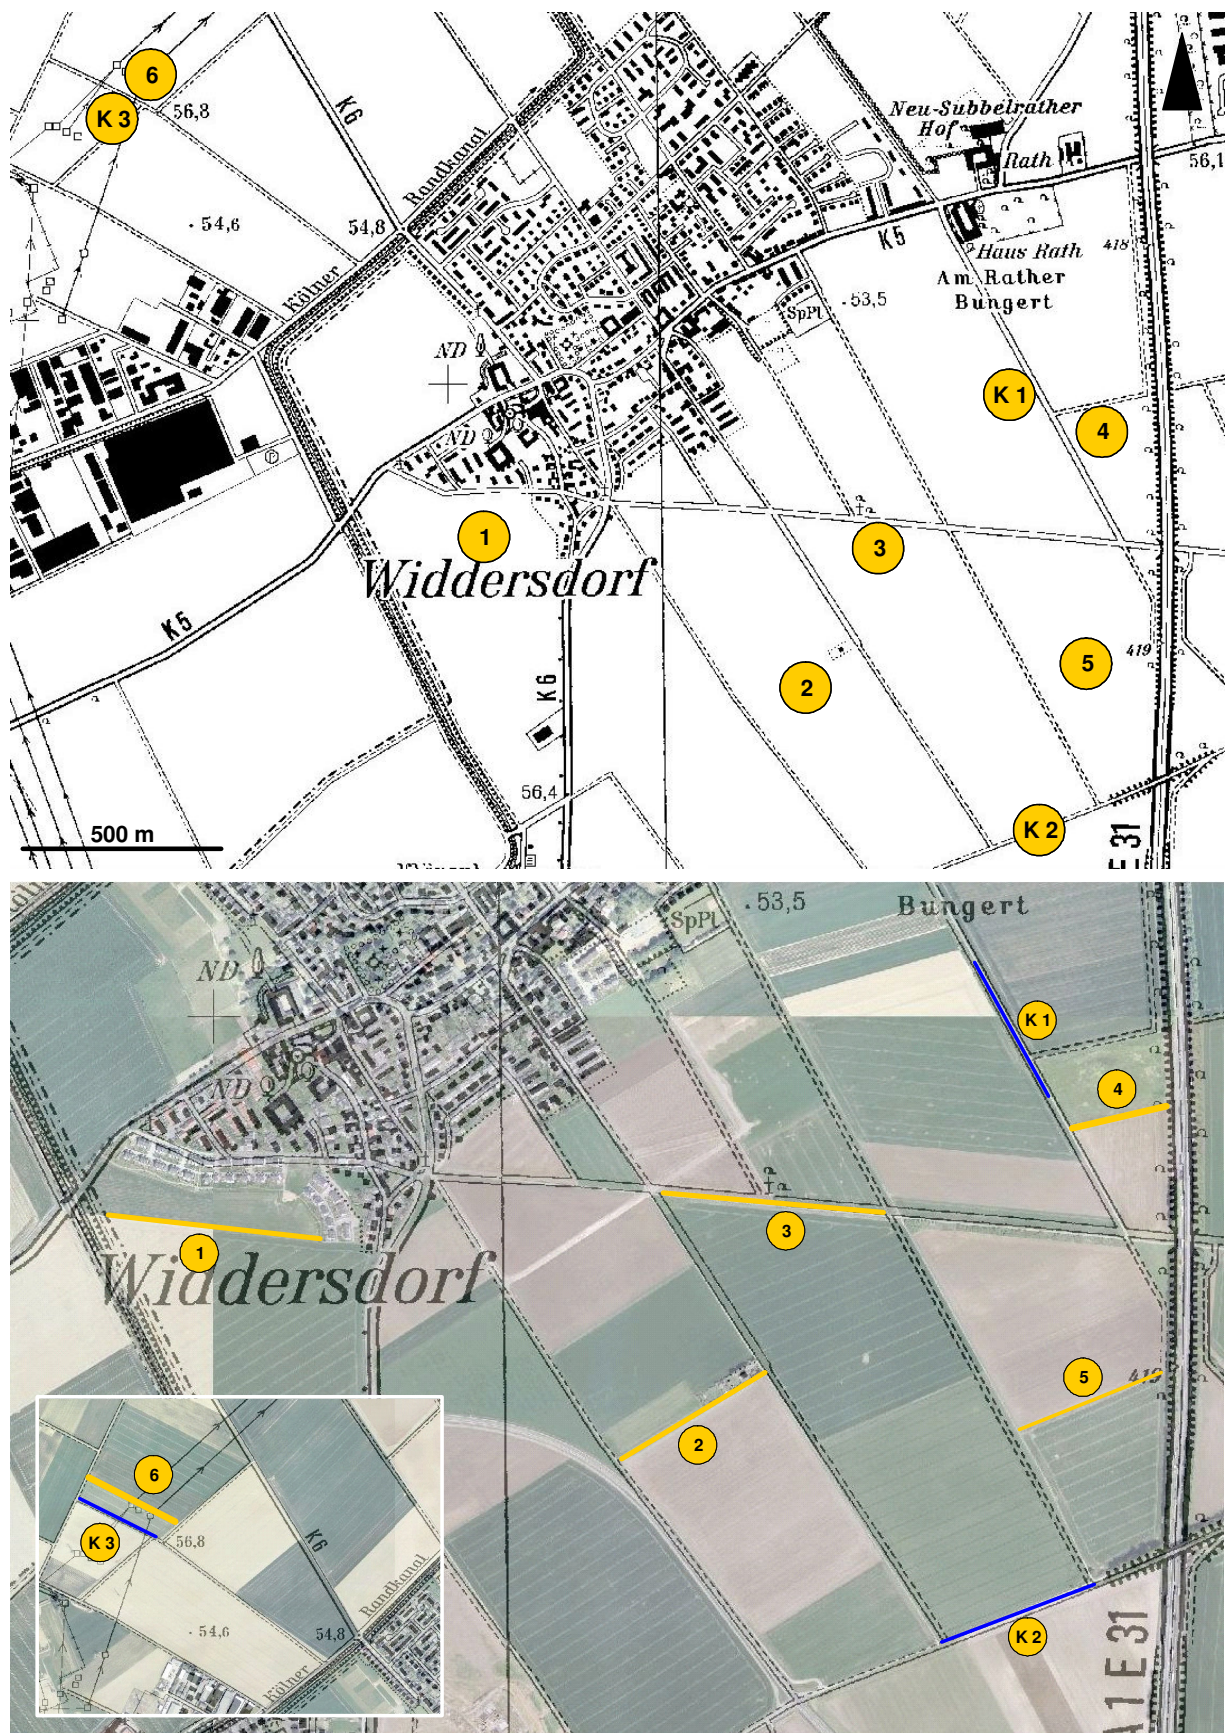 6
K 3
56,8
K6
Randkanal
Neu-Subbelrather
Hof
Rath
56,1
54,6
54,8
K5
Haus Rath
418
Am Rather
Bungert
Kölner
53,5
SpPl
ND
K 1
4
ND
1
3
Widdersdorf
K5
419
5
2
K6
56,4
500 m
K 2
E 31
53,5
Bungert
SpPl
ND
K 1
ND
4
3
1
Widdersdorf
419
5
2
6
K 3
56,8
K6
Randkanal
54,6
54,8
Kölner
K 2
A 1 E 31